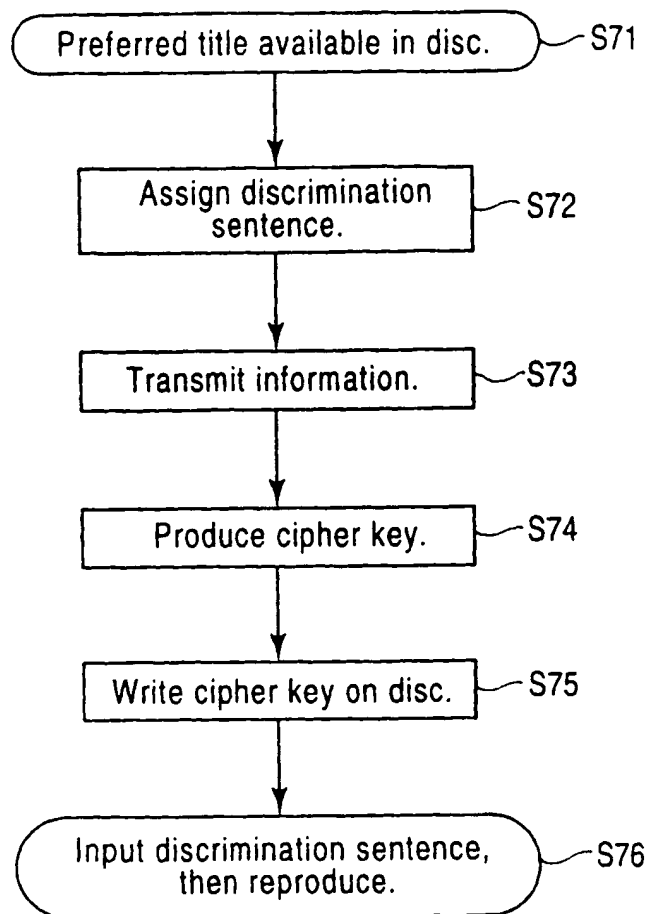 Preferred title available in disc.
S71
Assign discrimination
sentence.
S72
Transmit information.
S73
Produce cipher key.
S74
Write cipher key on disc.
S75
Input discrimination sentence,
then reproduce.
S76